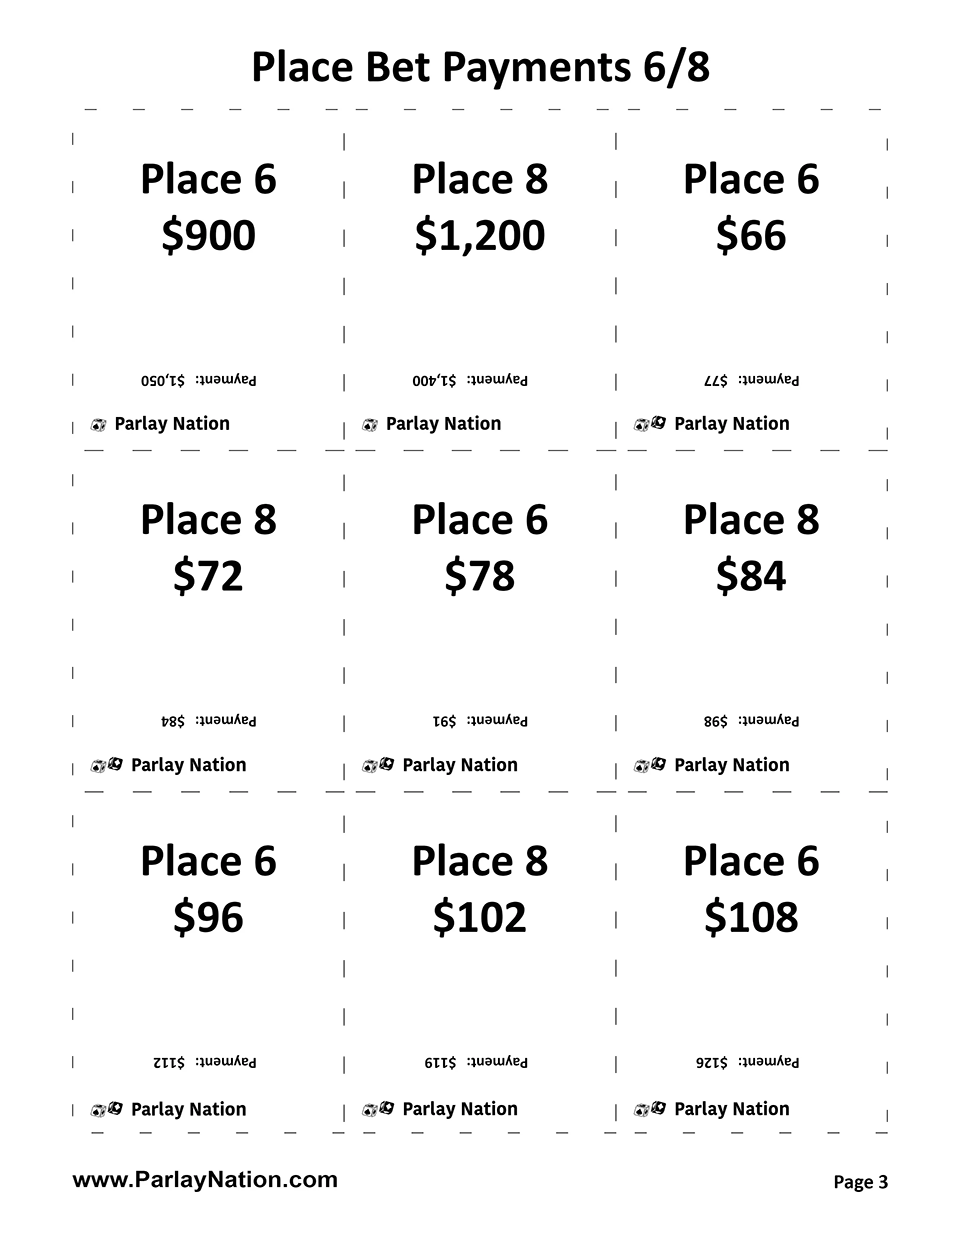 Place Bet Payments 6/8
Place 6
$900
Payment: $1,050
Parlay Nation
Place 8
$1,200
Payment: $1,400
Parlay Nation
Place 6
$66
Payment: $77
Parlay Nation
Place 8
$72
Payment: $84
Parlay Nation
Place 6
$78
Payment: $91
Parlay Nation
Place 8
$84
Payment: $98
Parlay Nation
Place 6
$96
Payment: $112
Parlay Nation
Place 8
$102
Payment: $119
Parlay Nation
Place 6
$108
Payment: $126
Parlay Nation
www.ParlayNation.com
Page 3